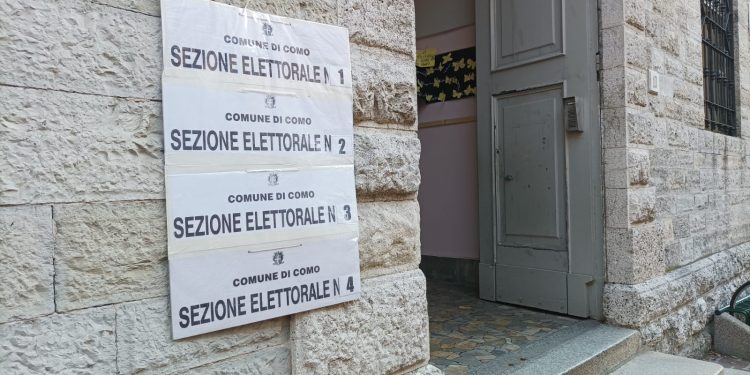 COMUNE DI COMO
SEZIONE ELETTORALE N 1
COMUNE DI COMO
SEZIONE ELETTORALE N 2
COMUNE DI COMO
SEZIONE ELETTORALE N 3
COMUNE DI COMO
SEZIONE ELETTORALE N 4